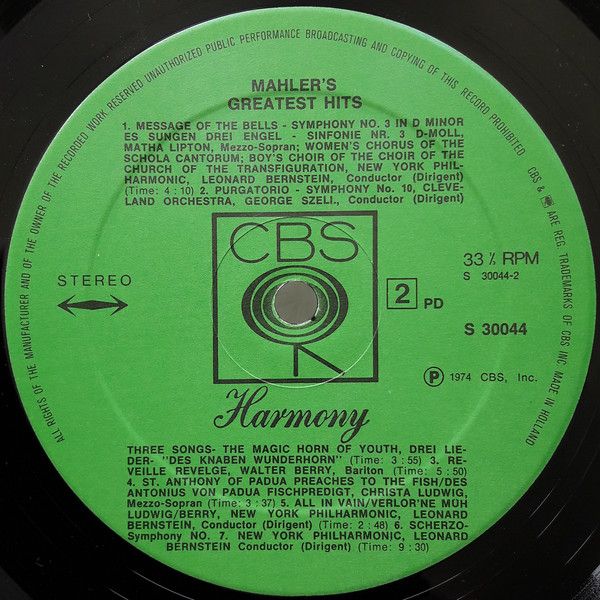 ALL RIGHTS OF THE MANUFACTURER AND OF THE OWNER OF THE RECORDED WORK RESERVED UNAUTHORIZED PUBLIC PERFORMANCE BROADCASTING AND COPYING OF THIS RECORD PROHIBITED
CBS & ARE REG. TRADEMARKS OF CBS INC. MADE IN HOLLAND
MAHLER'S
GREATEST HITS
1. MESSAGE OF THE BELLS - SYMPHONY NO. 3 IN D MINOR
ES SUNGEN DREI ENGEL - SINFONIE NR. 3 D-MOLL,
MATHA LIPTON, Mezzo-Sopran; WOMEN'S CHORUS OF THE
SCHOLA CANTORUM; BOY'S CHOIR OF THE CHOIR OF THE
CHURCH OF THE TRANSFIGURATION, NEW YORK PHIL-
HARMONIC, LEONARD BERNSTEIN, Conductor (Dirigent)
(Time: 4:10) 2. PURGATORIO - SYMPHONY No. 10, CLEVE-
LAND ORCHESTRA, GEORGE SZELL, Conductor (Dirigent)
CBS
STEREO
33⅓ RPM
S 30044-2
2 PD
S 30044
Ⓟ 1974 CBS, Inc.
Harmony
THREE SONGS- THE MAGIC HORN OF YOUTH, DREI LIE-
DER- "DES KNABEN WUNDERHORN" (Time: 3:55) 3. RE-
VEILLE REVELGE, WALTER BERRY, Bariton (Time: 5:50)
4. ST. ANTHONY OF PADUA PREACHES TO THE FISH/DES
ANTONIUS VON PADUA FISCHPREDIGT, CHRISTA LUDWIG,
Mezzo-Sopran (Time: 3:37) 5. ALL IN VAIN/VERLOR'NE MÜH
LUDWIG/BERRY, NEW YORK PHILHARMONIC, LEONARD
BERNSTEIN, Conductor (Dirigent) (Time: 2:48) 6. SCHERZO-
Symphony NO. 7. NEW YORK PHILHARMONIC, LEONARD
BERNSTEIN Conductor (Dirigent) (Time: 9:30)